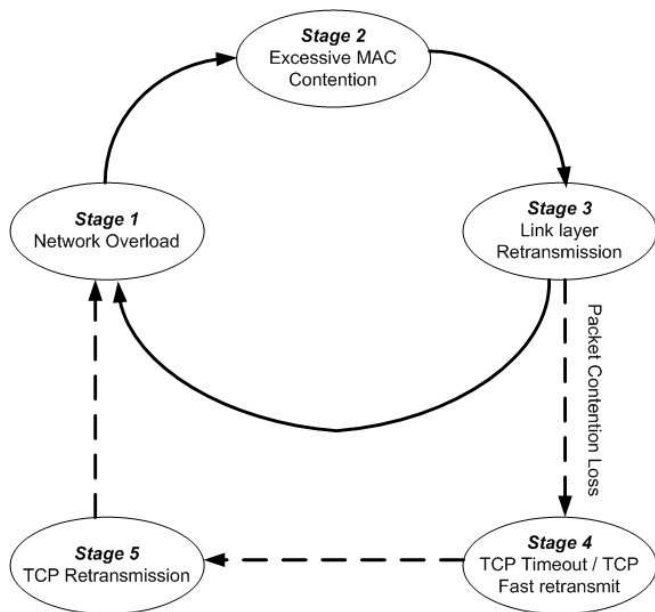 Stage 2
Excessive MAC
Contention
Stage 1
Network Overload
Stage 3
Link layer
Retransmission
Packet Contention Loss
Stage 5
TCP Retransmission
Stage 4
TCP Timeout / TCP
Fast retransmit